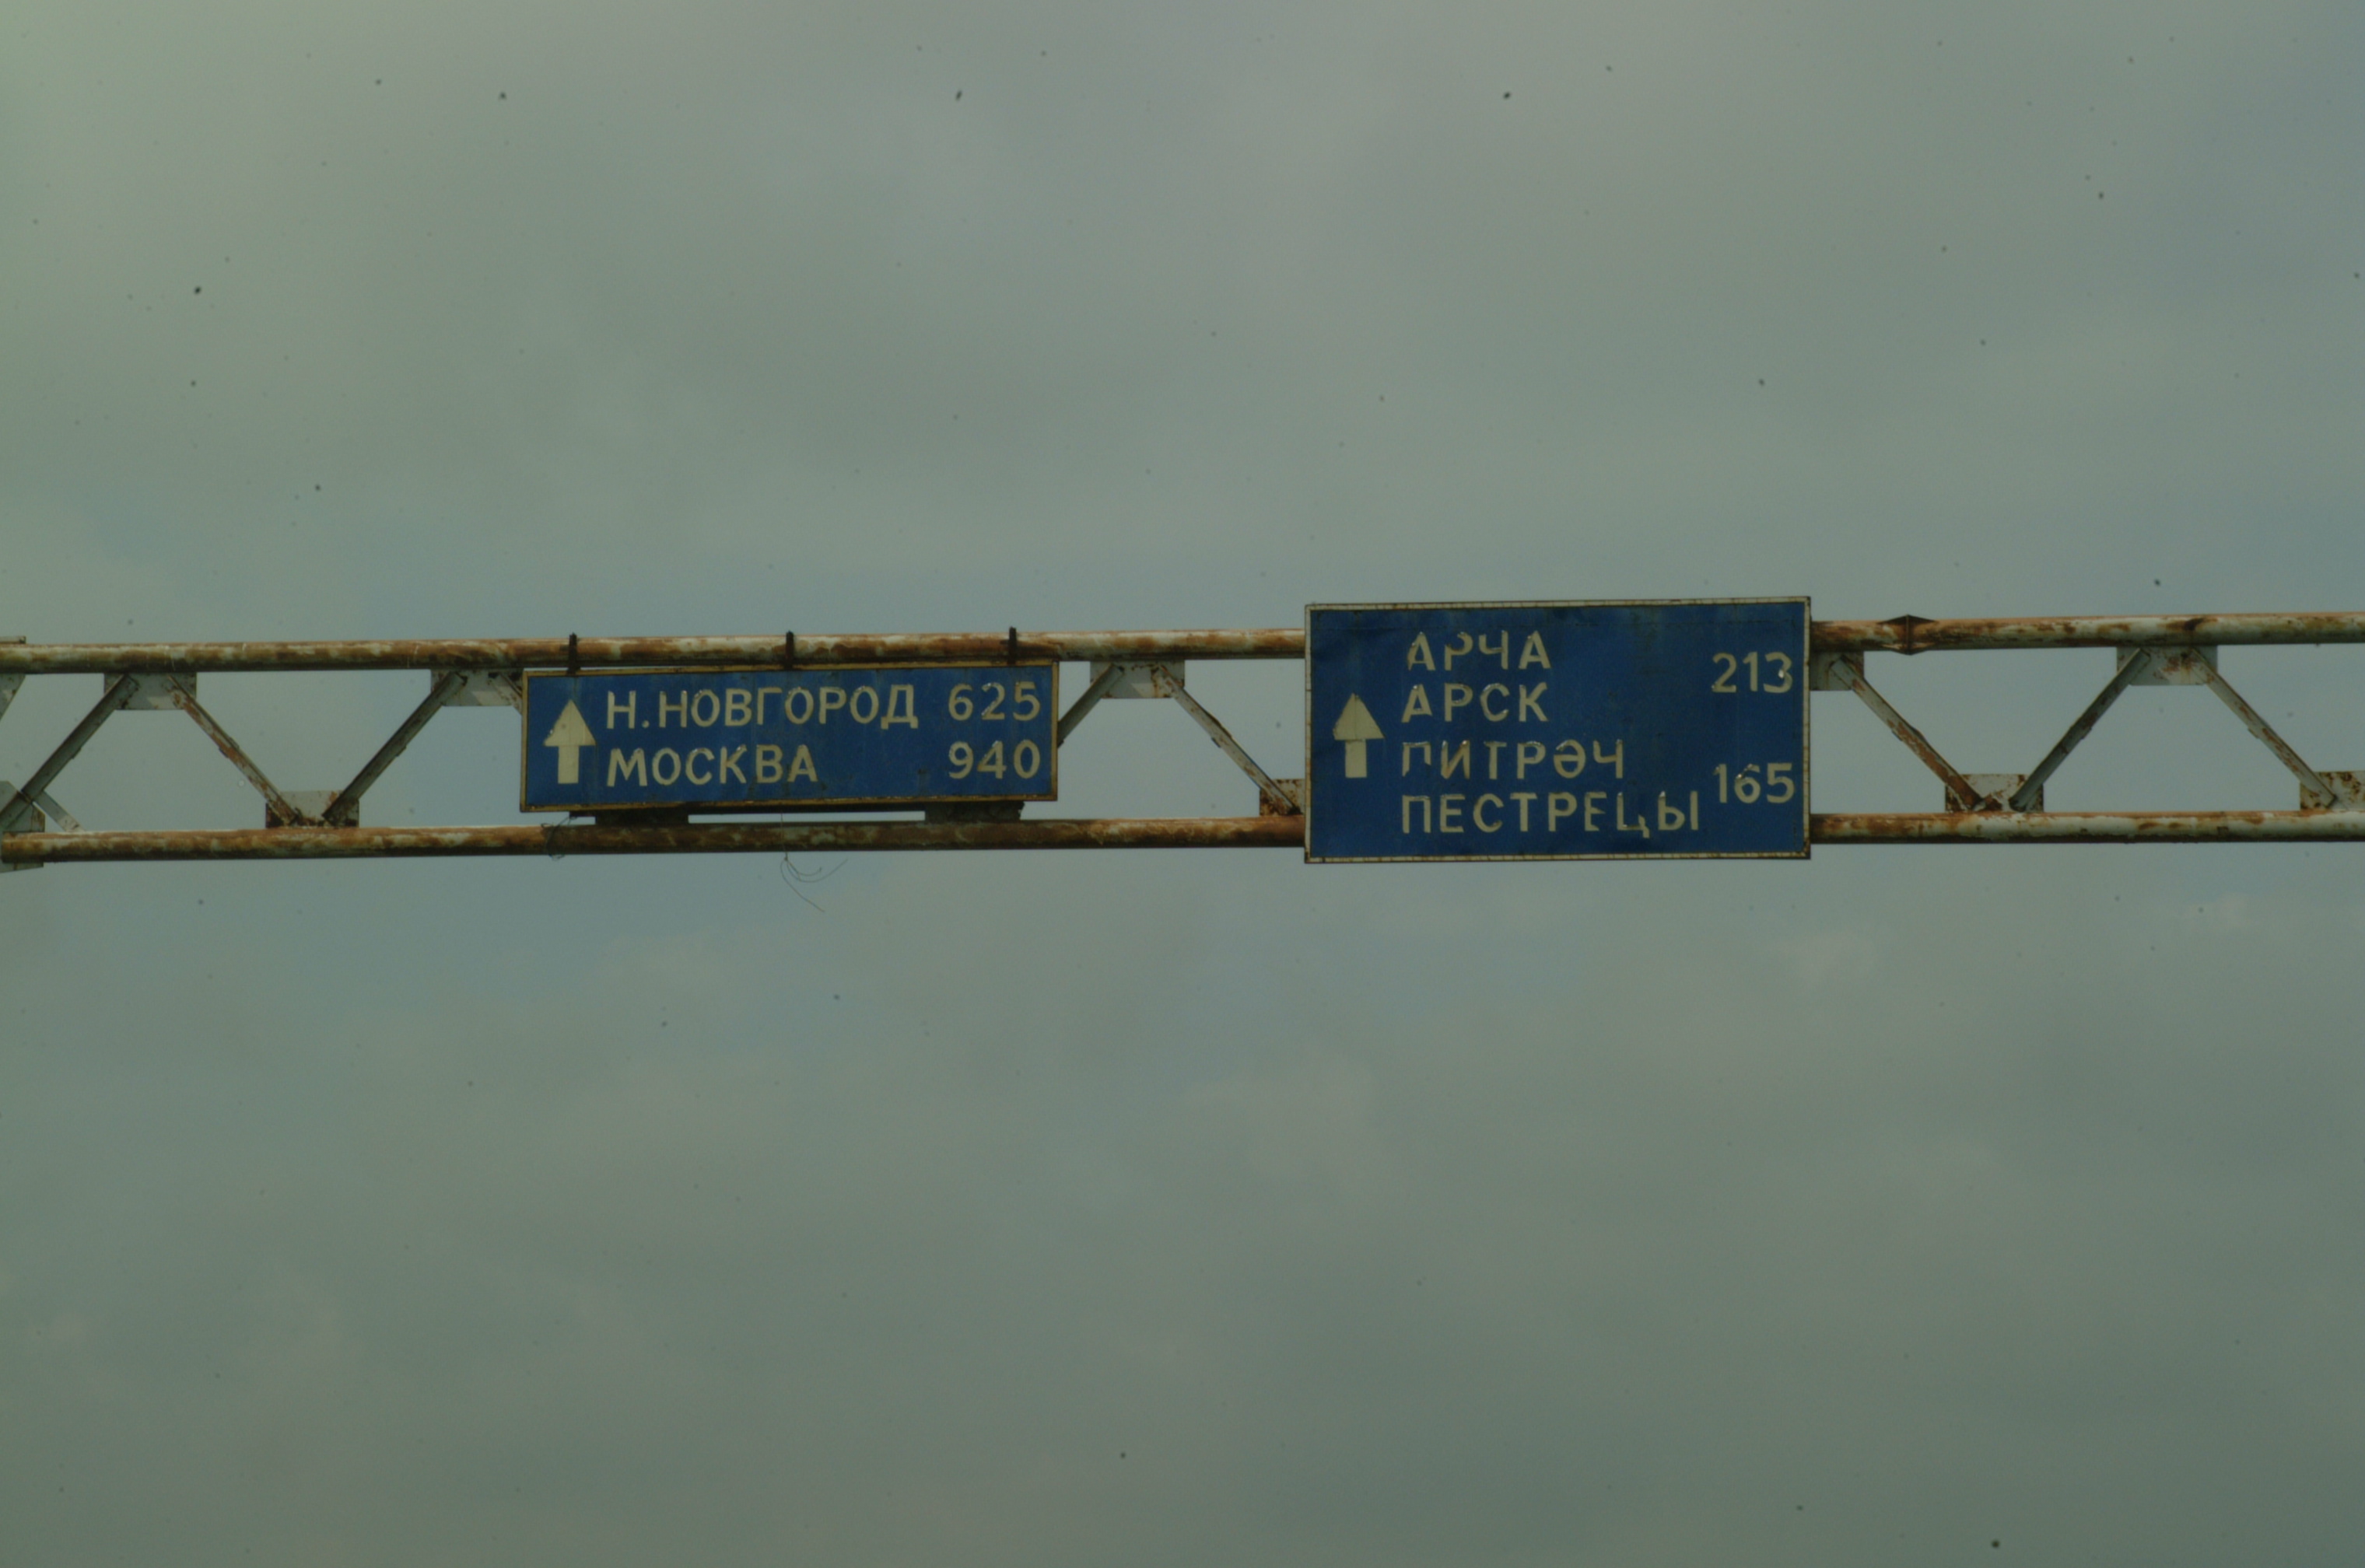 Н.НОВГОРОД 625
МОСКВА 940
АРЧА
АРСК 213
ПИТРӘЧ
ПЕСТРЕЦЫ 165